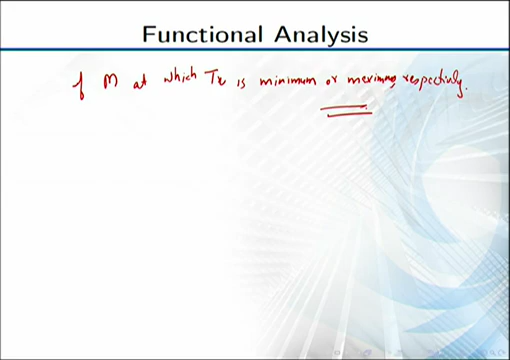 Functional Analysis
of M at which Tx is minimum or maximum respectively.